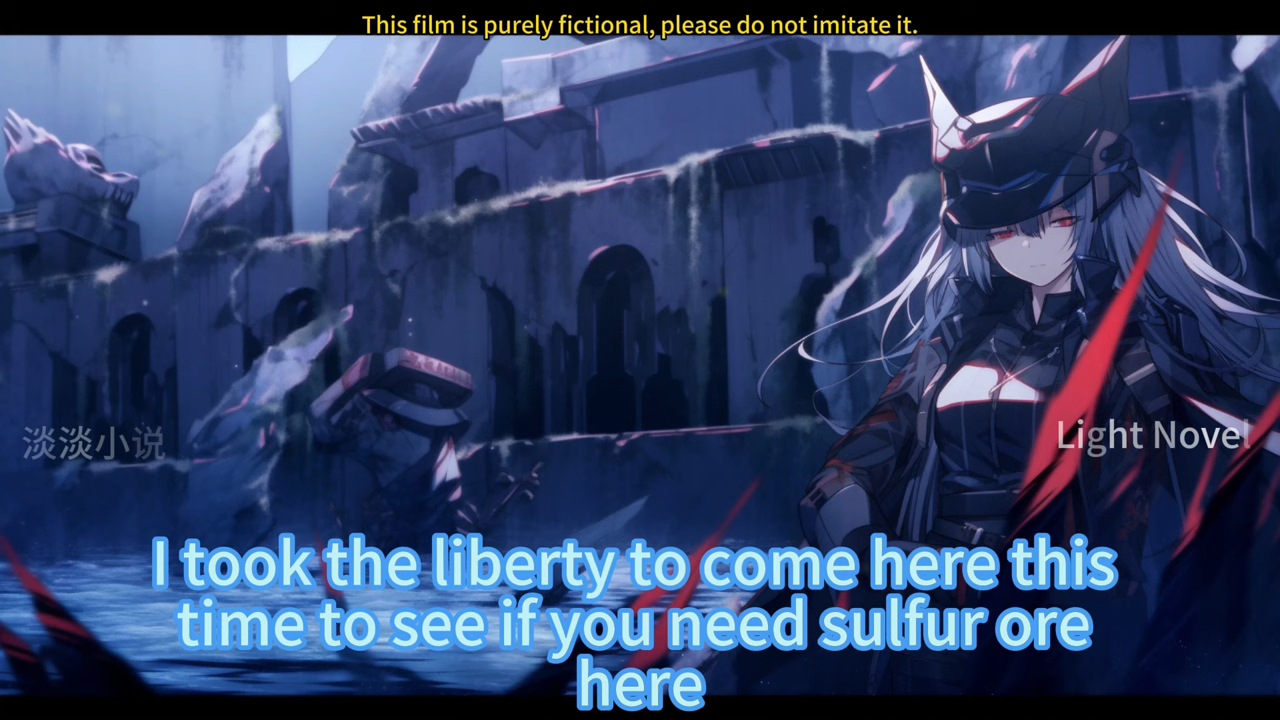 This film is purely fictional, please do not imitate it.
淡淡小说
Light Novel
I took the liberty to come here this
time to see if you need sulfur ore
here